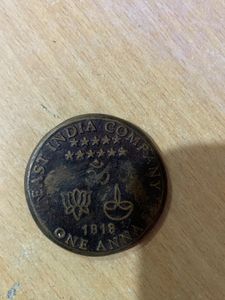 EAST INDIA COMPANY
ॐ
1818
ONE ANNA